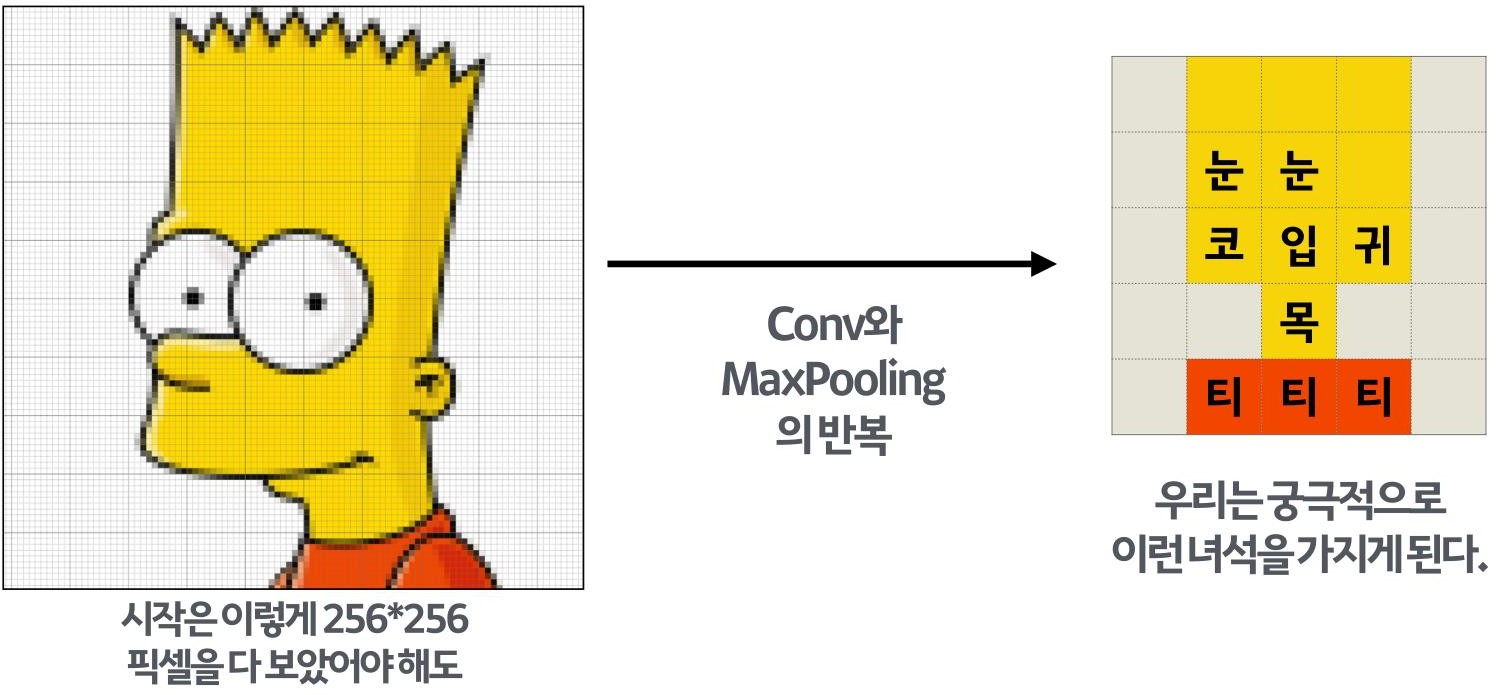 시작은 이렇게 256*256
픽셀을 다 보았어야 해도
Conv와
MaxPooling
의 반복
눈 눈
코 입 귀
목
티 티 티
우리는 궁극적으로
이런 녀석을 가지게 된다.